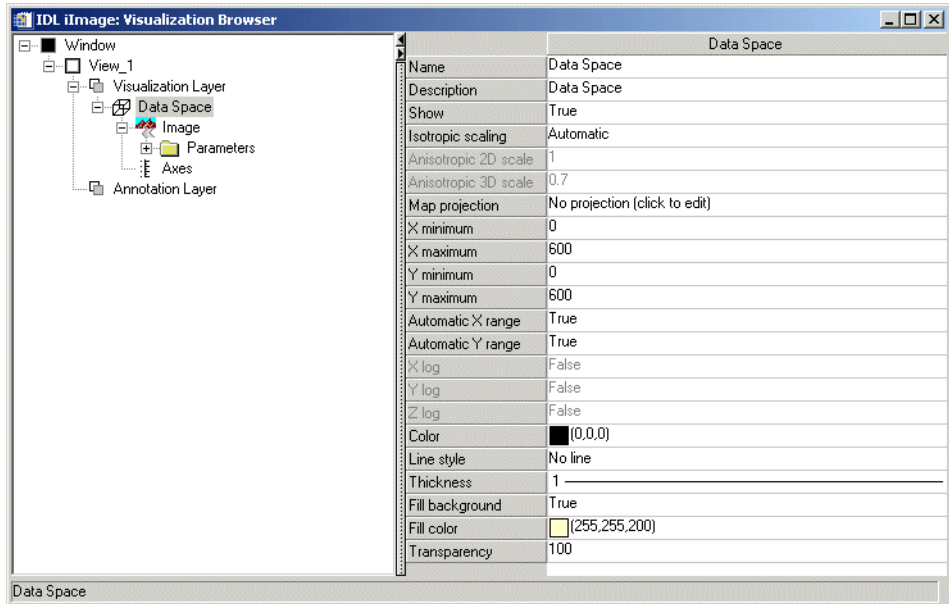 IDL iImage: Visualization Browser
Window
View_1
Visualization Layer
Data Space
Image
Parameters
Axes
Annotation Layer
Data Space
Name Data Space
Description Data Space
Show True
Isotropic scaling Automatic
Anisotropic 2D scale 1
Anisotropic 3D scale 0.7
Map projection No projection (click to edit)
X minimum 0
X maximum 600
Y minimum 0
Y maximum 600
Automatic X range True
Automatic Y range True
X log False
Y log False
Z log False
Color (0,0,0)
Line style No line
Thickness 1
Fill background True
Fill color (255,255,200)
Transparency 100
Data Space